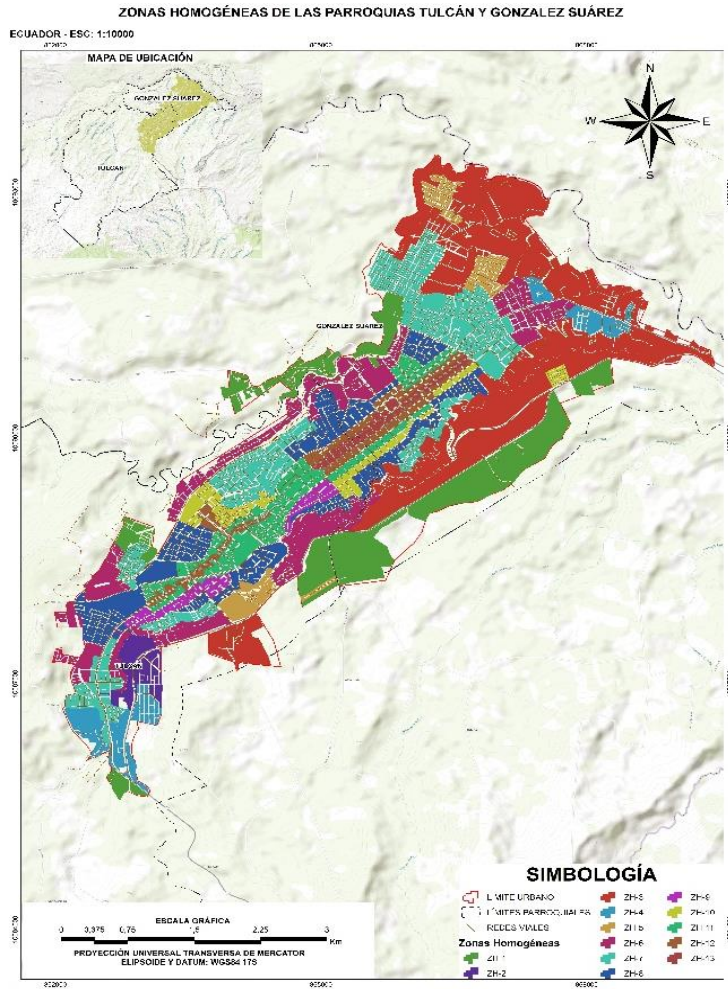 ZONAS HOMOGÉNEAS DE LAS PARROQUIAS TULCÁN Y GONZALEZ SUÁREZ
ECUADOR - ESC: 1:10000
MAPA DE UBICACIÓN
GONZALEZ SUÁREZ
TULCAN
N
W E
S
GONZALEZ SUÁREZ
TULCAN
ESCALA GRÁFICA
0 0,375 0,75 1,5 2,25 3
Km
PROYECCIÓN UNIVERSAL TRANSVERSA DE MERCATOR
ELIPSOIDE Y DATUM: WGS84 17S
SIMBOLOGÍA
LÍMITE URBANO
LÍMITES PARROQUIALES
REDES VIALES
Zonas Homogéneas
ZH-1
ZH-2
ZH-3
ZH-4
ZH-5
ZH-6
ZH-7
ZH-8
ZH-9
ZH-10
ZH-11
ZH-12
ZH-13